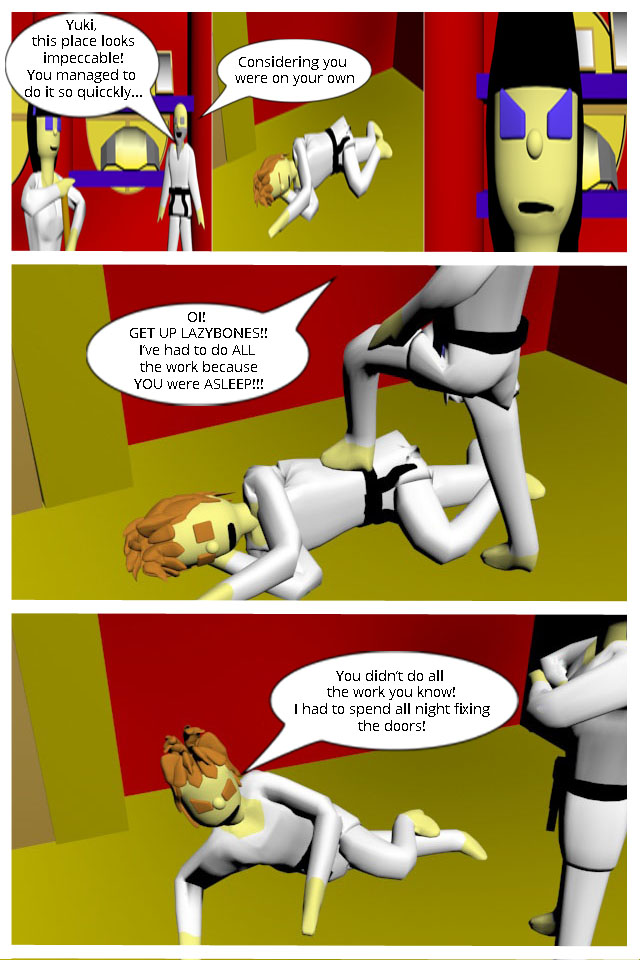 Yuki,
this place looks
impeccable!
You managed to
do it so quicckly...
Considering you
were on your own
OI!
GET UP LAZYBONES!!
I've had to do ALL
the work because
YOU were ASLEEP!!!
You didn't do all
the work you know!
I had to spend all night fixing
the doors!